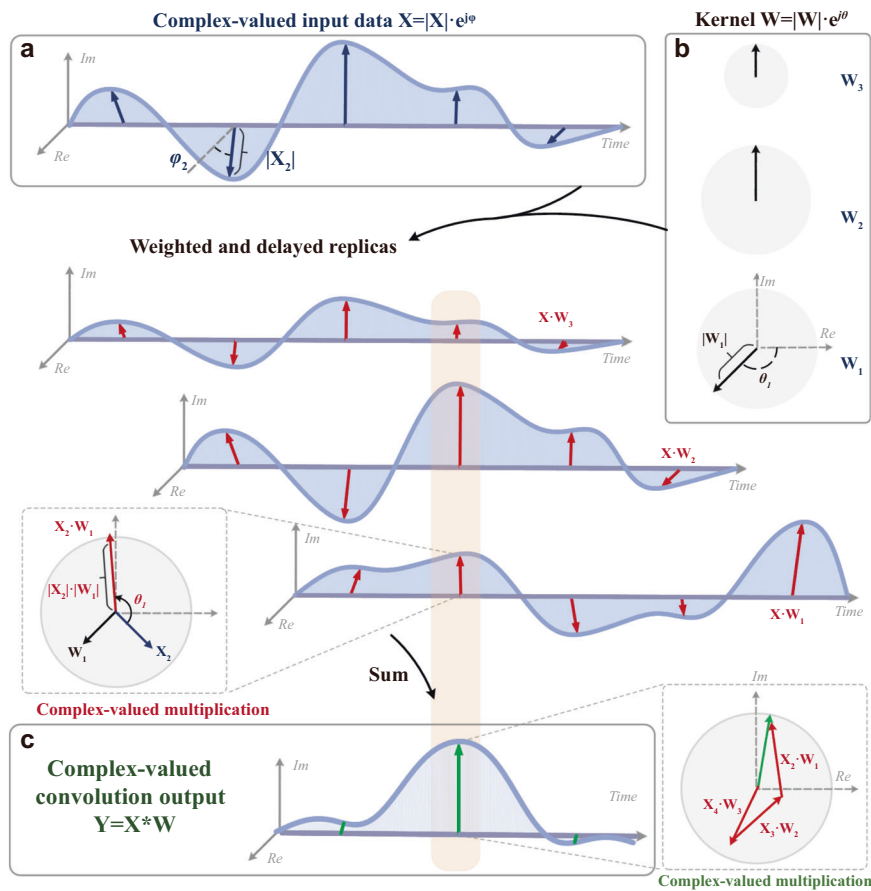 Complex-valued input data X=|X|·e^jφ
a
Im
Re
φ₂
|X₂|
Time
Kernel W=|W|·e^jθ
b
W₃
W₂
Im
Re
|W₁|
θ₁
W₁
Weighted and delayed replicas
Im
Re
X·W₃
Time
Im
Re
X·W₂
Time
Im
Re
X·W₁
Time
X₂·W₁
|X₂|·|W₁|
θ₁
W₁
X₂
Complex-valued multiplication
Sum
c
Complex-valued
convolution output
Y=X*W
Im
Re
Time
Im
Re
X₂·W₁
X₄·W₃
X₃·W₂
Complex-valued multiplication